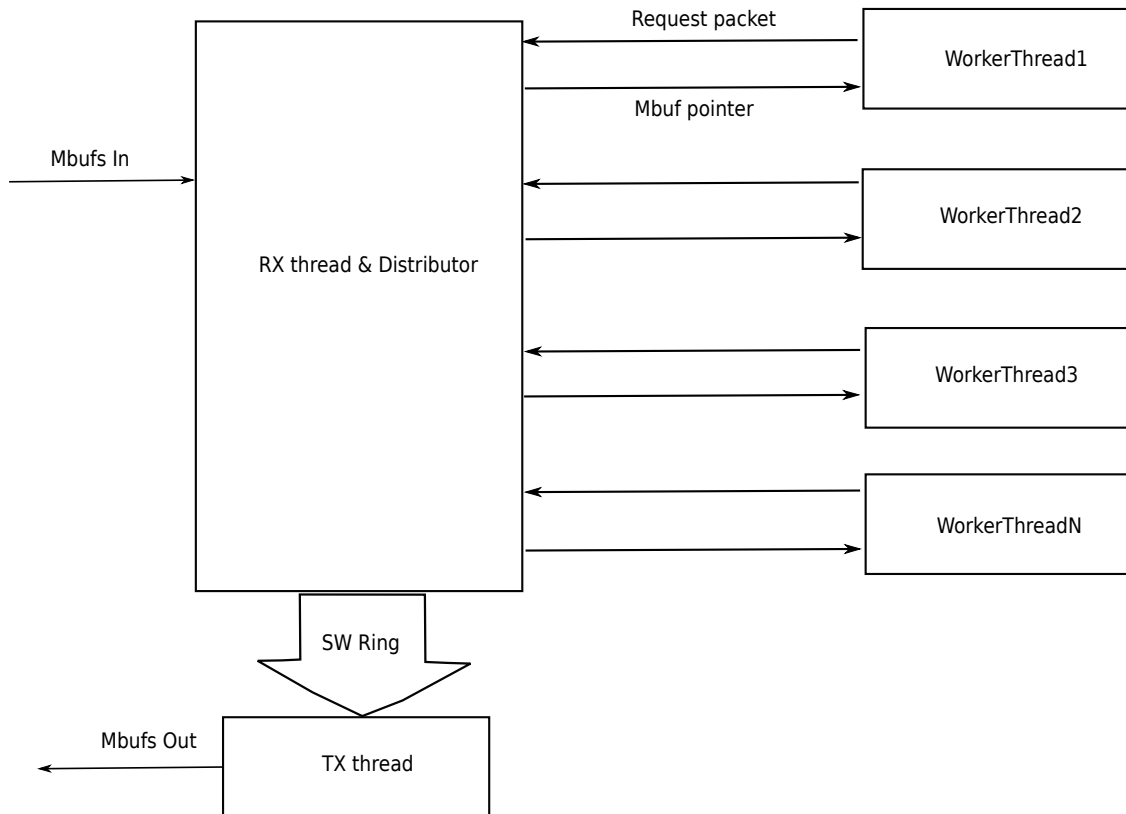 Request packet
WorkerThread1
Mbuf pointer
Mbufs In
WorkerThread2
RX thread & Distributor
WorkerThread3
WorkerThreadN
SW Ring
Mbufs Out
TX thread